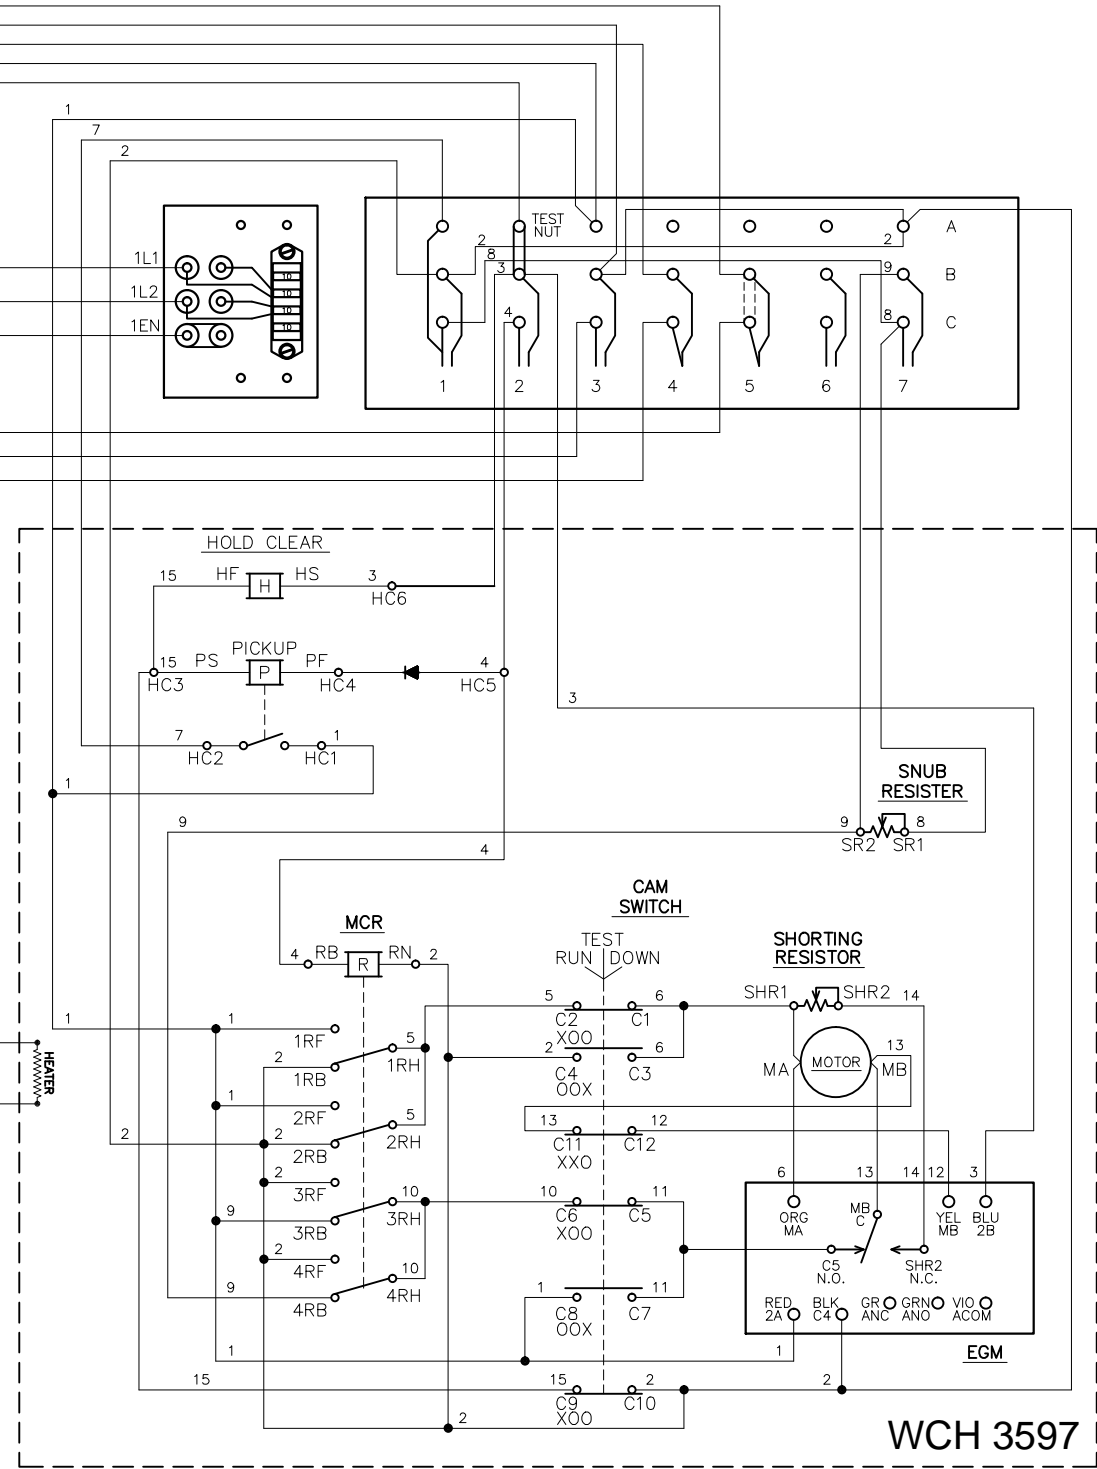 1
7
2
1L1
1L2
1EN
10
10
10
10
TEST
NUT
A
2
2
8
3
B
9
4
C
8
1
2
3
4
5
6
7
HOLD CLEAR
15
HF
H
HS
3
HC6
PICKUP
15
PS
P
PF
4
HC3
HC4
HC5
3
7
1
HC2
HC1
1
SNUB
RESISTER
9
9
8
SR2
SR1
4
CAM
SWITCH
MCR
TEST
RUN
DOWN
SHORTING
RESISTOR
4
RB
R
RN
2
5
6
SHR1
SHR2
14
C2
C1
XOO
1
1
1RF
5
2
6
13
2
1RH
1RB
C4
C3
OOX
MA
MOTOR
MB
HEATER
1
2RF
5
13
12
2
2
2RH
2RB
C11
C12
XXO
2
3RF
10
10
11
6
13
14
12
3
9
3RH
3RB
C6
C5
XOO
ORG
MA
MB
C
YEL
MB
BLU
2B
2
4RF
10
C5
N.O.
SHR2
N.C.
9
4RH
4RB
1
11
C8
C7
OOX
RED
2A
BLK
C4
GR
ANC
GRN
ANO
VIO
ACOM
1
1
EGM
15
15
2
2
C9
C10
XOO
2
WCH 3597